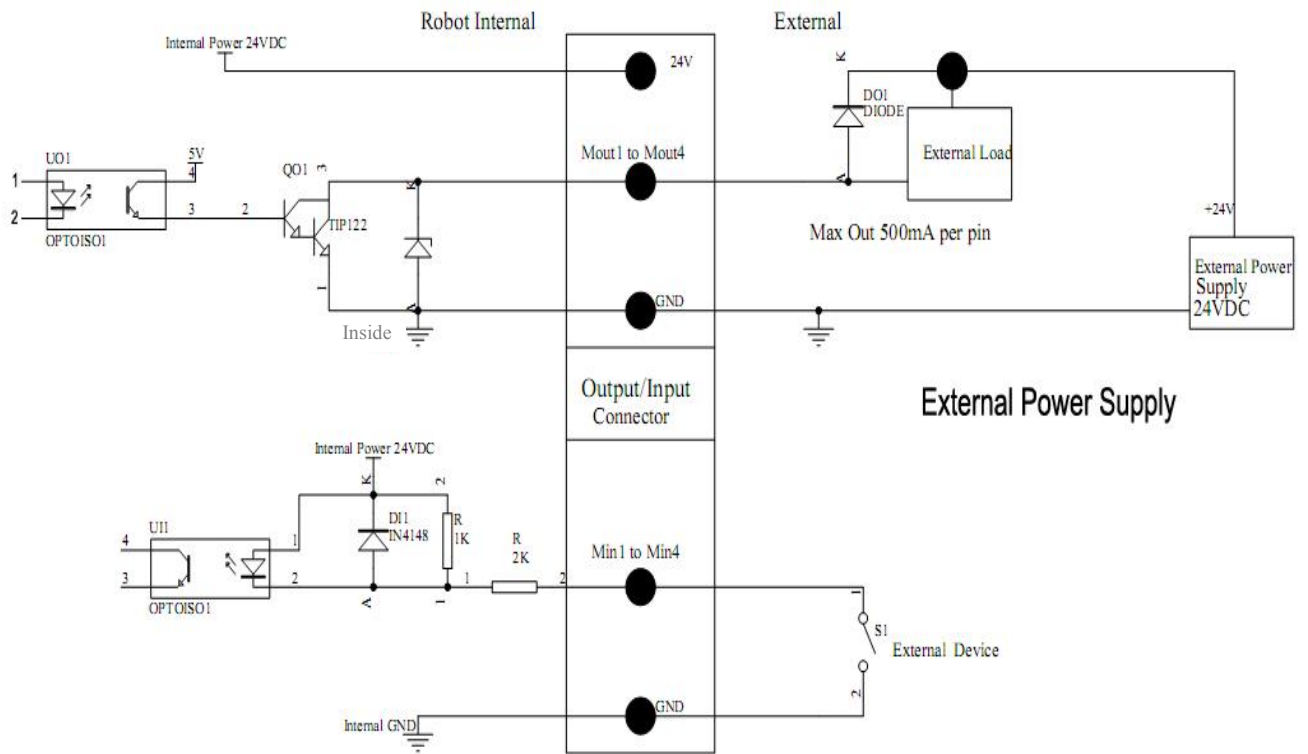 Robot Internal
External
Internal Power 24VDC
24V
K
DO1
DIODE
External Load
A
Mout1 to Mout4
5V
UO1
4
1
2
3
OPTOISO1
2
QO1
3
TIP122
1
K
A
Inside
Max Out 500mA per pin
+24V
External Power
Supply
24VDC
GND
Output/Input
Connector
External Power Supply
Internal Power 24VDC
K
2
DI1
IN4148
R
1K
UI1
4
3
1
2
OPTOISO1
A
1
1
R
2K
2
Min1 to Min4
1
S1
External Device
2
GND
Internal GND